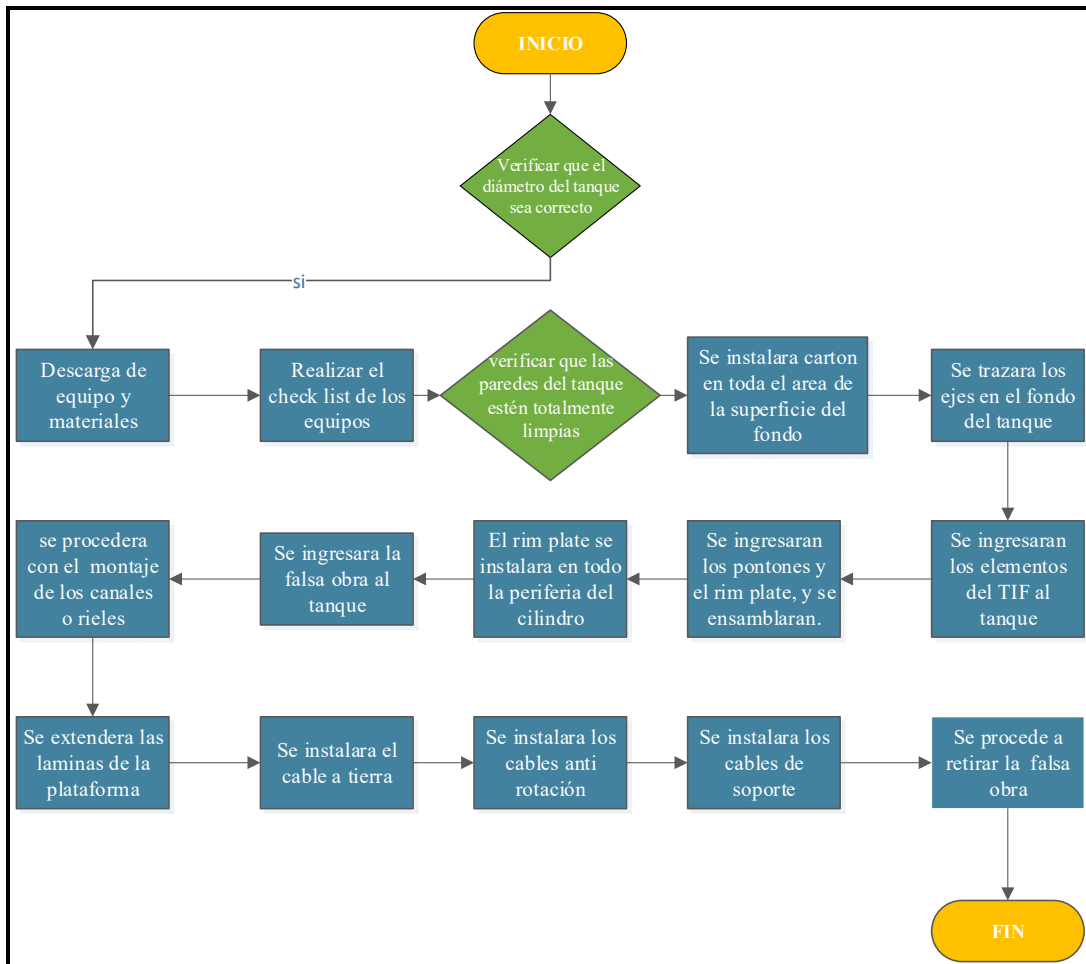 INICIO
Verificar que el
diámetro del tanque
sea correcto
si
Descarga de
equipo y
materiales
Realizar el
check list de los
equipos
verificar que las
paredes del tanque
estén totalmente
limpias
Se instalara carton
en toda el area de
la superficie del
fondo
Se trazara los
ejes en el fondo
del tanque
Se ingresaran
los elementos
del TIF al
tanque
Se ingresaran
los pontones y
el rim plate, y se
ensamblaran.
El rim plate se
instalara en todo
la periferia del
cilindro
Se ingresara la
falsa obra al
tanque
se procedera
con el montaje
de los canales
o rieles
Se extendera las
laminas de la
plataforma
Se instalara el
cable a tierra
Se instalara los
cables anti
rotación
Se instalara los
cables de
soporte
Se procede a
retirar la falsa
obra
FIN